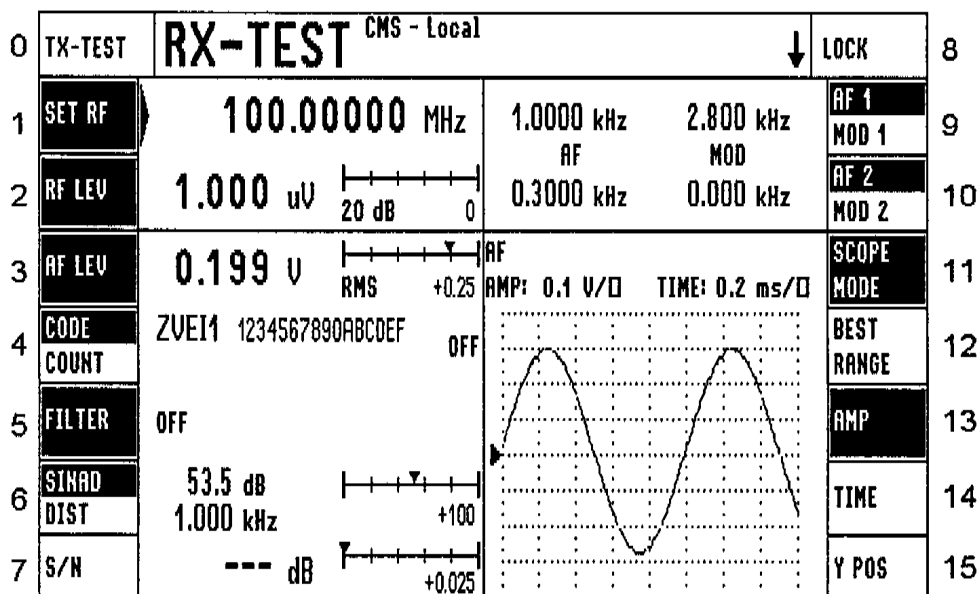 0 TX-TEST RX-TEST CMS - Local LOCK 8
1 SET RF 100.00000 MHz 1.0000 kHz 2.800 kHz AF 1 MOD 1 9
AF MOD
2 RF LEV 1.000 uV 20 dB 0 0.3000 kHz 0.000 kHz AF 2 MOD 2 10
3 AF LEV 0.199 V RMS +0.25 AF SCOPE MODE 11
AMP: 0.1 V/□ TIME: 0.2 ms/□
4 CODE COUNT ZVEI1 1234567890ABCDEF OFF BEST RANGE 12
5 FILTER OFF AMP 13
6 SINAD DIST 53.5 dB 1.000 kHz +100 TIME 14
7 S/N --- dB +0.025 Y POS 15